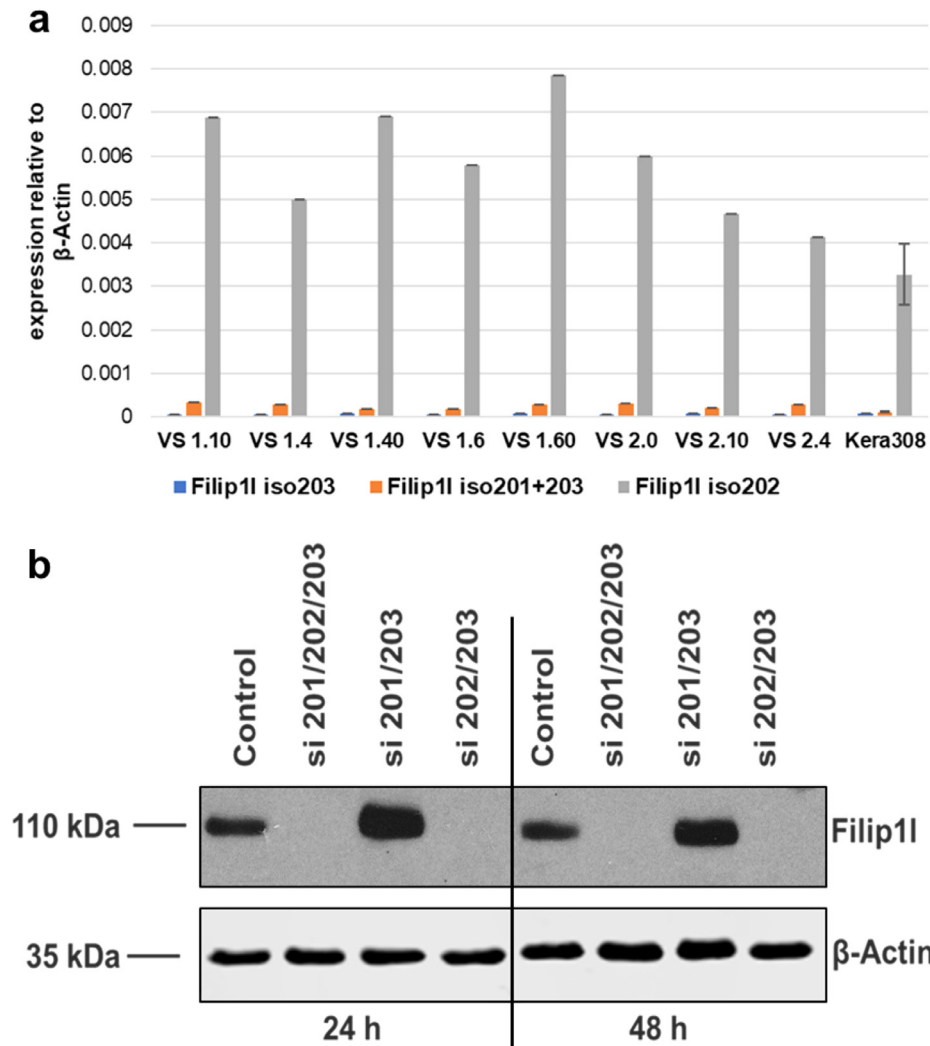 a
expression relative to
β-Actin
0.009
0.008
0.007
0.006
0.005
0.004
0.003
0.002
0.001
0
VS 1.10 VS 1.4 VS 1.40 VS 1.6 VS 1.60 VS 2.0 VS 2.10 VS 2.4 Kera308
Filip1l iso203 Filip1l iso201+203 Filip1l iso202
b
Control si 201/202/203 si 201/203 si 202/203 Control si 201/202/203 si 201/203 si 202/203
110 kDa Filip1l
35 kDa β-Actin
24 h 48 h